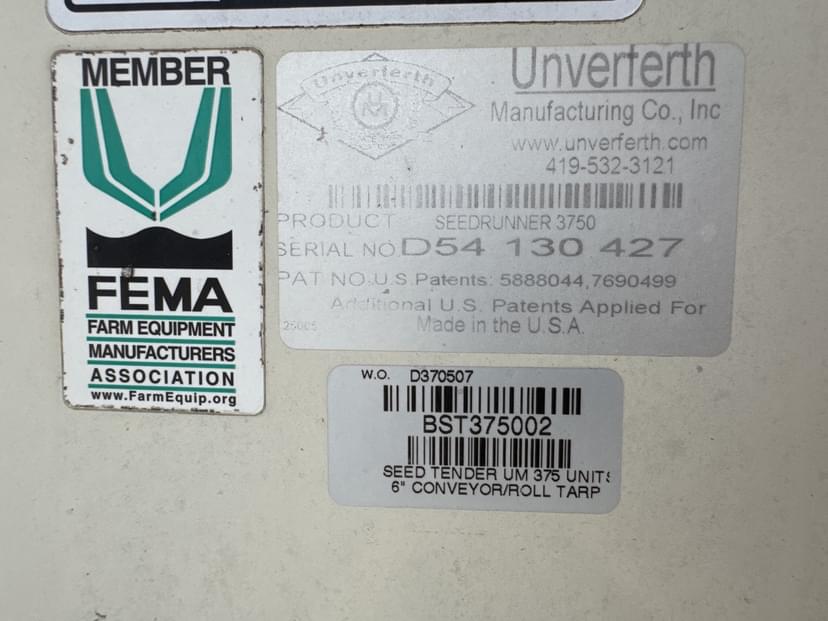 MEMBER
FEMA
FARM EQUIPMENT
MANUFACTURERS
ASSOCIATION
www.FarmEquip.org
Unverferth
UM
Unverferth
Manufacturing Co., Inc
www.unverferth.com
419-532-3121
PRODUCT SEEDRUNNER 3750
SERIAL NO. D54 130 427
PAT NO. U.S. Patents: 5888044,7690499
Additional U.S. Patents Applied For
Made in the U.S.A.
W.O. D370507
BST375002
SEED TENDER UM 375 UNITS
6" CONVEYOR/ROLL TARP